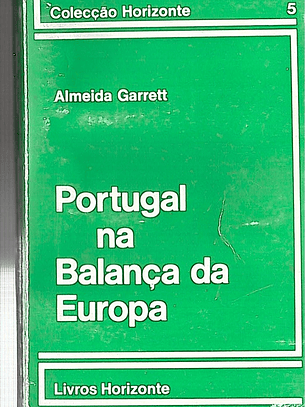 Colecção Horizonte 5
Almeida Garrett
Portugal
na
Balança da
Europa
Livros Horizonte